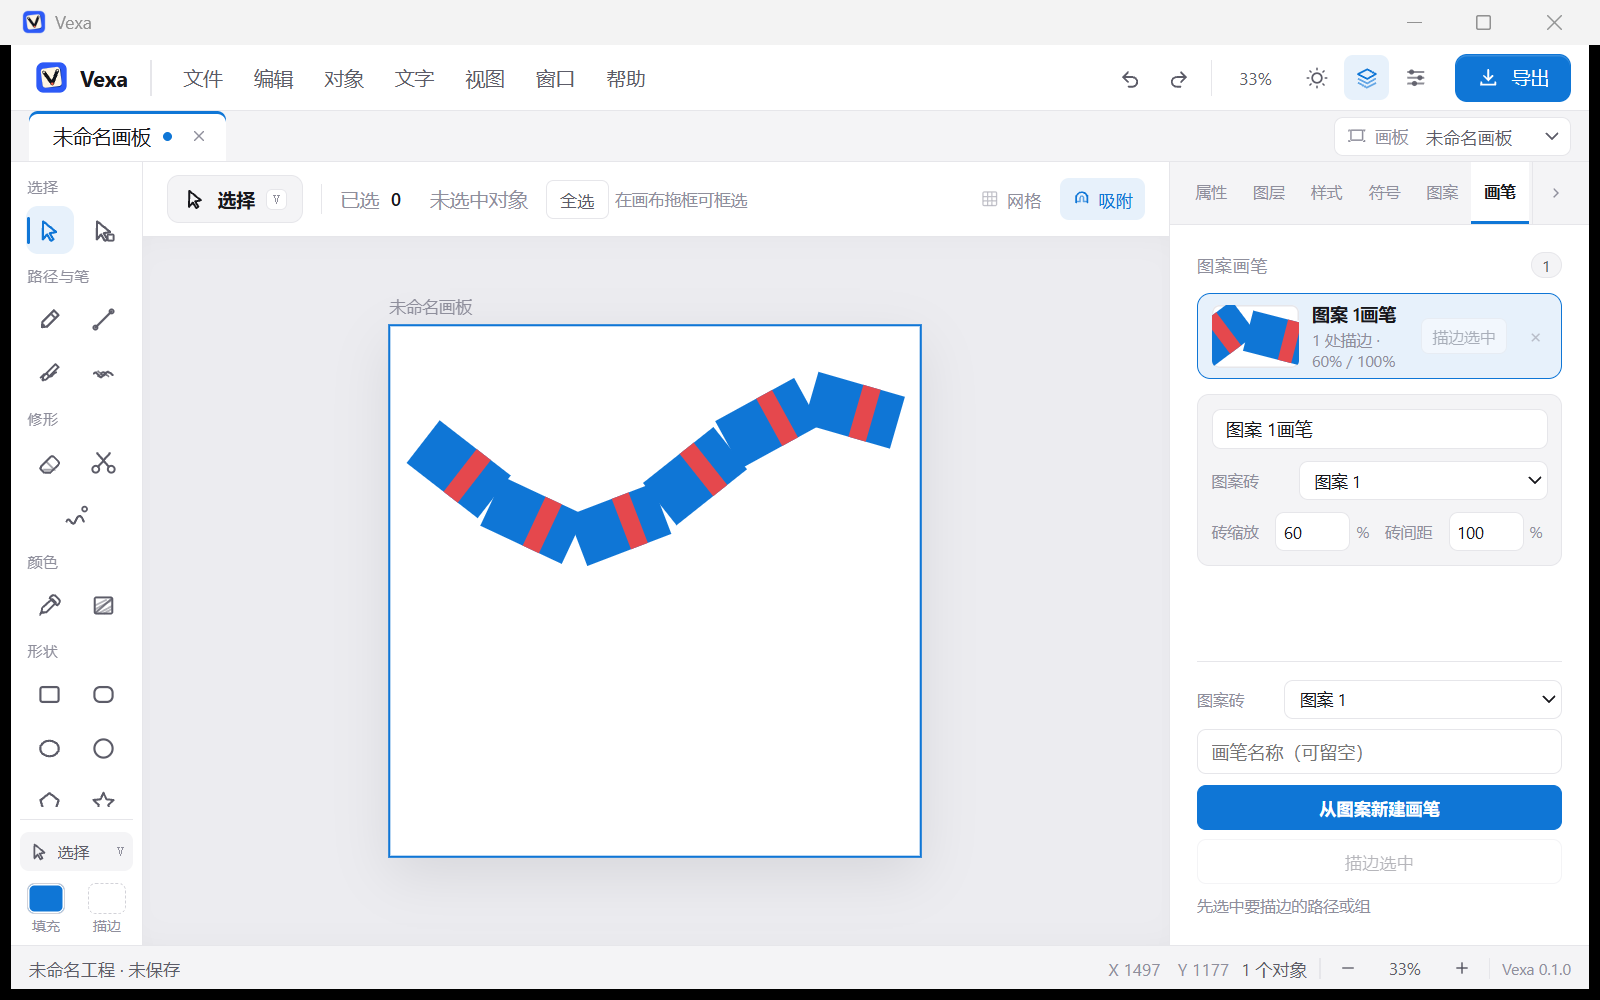 Vexa
Vexa
文件 编辑 对象 文字 视图 窗口 帮助
33%
导出
未命名画板
画板 未命名画板
选择
选择 V
已选 0 未选中对象 全选 在画布拖框可框选
网格 吸附
属性 图层 样式 符号 图案 画笔
路径与笔
修形
颜色
形状
选择 V
填充 描边
未命名画板
图案画笔 1
图案 1画笔
1 处描边 ·
60% / 100%
描边选中
图案 1画笔
图案砖 图案 1
砖缩放 60 % 砖间距 100 %
图案砖 图案 1
画笔名称（可留空）
从图案新建画笔
描边选中
先选中要描边的路径或组
未命名工程 · 未保存
X 1497 Y 1177 1 个对象 33% Vexa 0.1.0